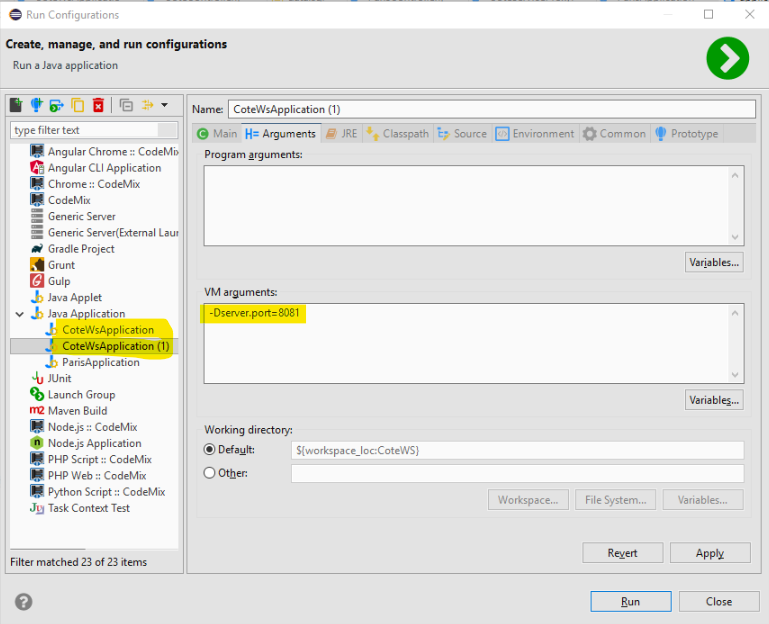 Run Configurations
Create, manage, and run configurations
Run a Java application
type filter text
Angular Chrome :: CodeMi
Angular CLI Application
Chrome :: CodeMix
CodeMix
Generic Server
Generic Server(External Laun
Gradle Project
Grunt
Gulp
Java Applet
Java Application
CoteWsApplication
CoteWsApplication (1)
ParisApplication
JUnit
Launch Group
m2 Maven Build
Node.js :: CodeMix
Node.js Application
PHP Script :: CodeMix
PHP Web :: CodeMix
Python Script :: CodeMix
Task Context Test
Filter matched 23 of 23 items
Name: CoteWsApplication (1)
Main Arguments JRE Classpath Source Environment Common Prototype
Program arguments:
Variables...
VM arguments:
-Dserver.port=8081
Variables...
Working directory:
Default: ${workspace_loc:CoteWS}
Other:
Workspace... File System... Variables...
Revert Apply
Run Close